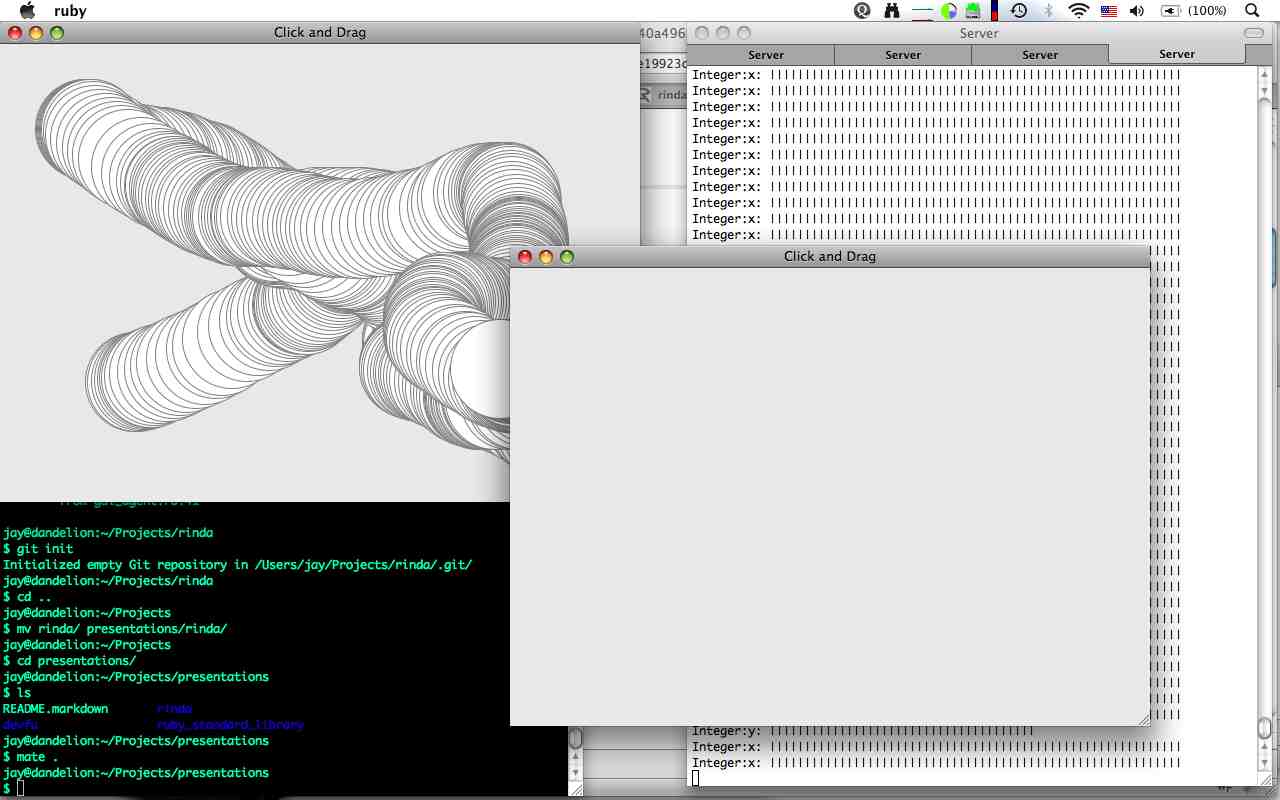 ruby
(100%)
Click and Drag
40a496
Server
e19923c
Server Server Server Server
rinda
Integer:x:
Integer:x:
Integer:x:
Integer:x:
Integer:x:
Integer:x:
Integer:x:
Integer:x:
Integer:x:
Integer:x:
Integer:x:
Click and Drag
jay@dandelion:~/Projects/rinda
$ git init
Initialized empty Git repository in /Users/jay/Projects/rinda/.git/
jay@dandelion:~/Projects/rinda
$ cd ..
jay@dandelion:~/Projects
$ mv rinda/ presentations/rinda/
jay@dandelion:~/Projects
$ cd presentations/
jay@dandelion:~/Projects/presentations
$ ls
README.markdown rinda
devfu ruby_standard_library
jay@dandelion:~/Projects/presentations
$ mate .
jay@dandelion:~/Projects/presentations
$
Integer:y:
Integer:x:
Integer:x: